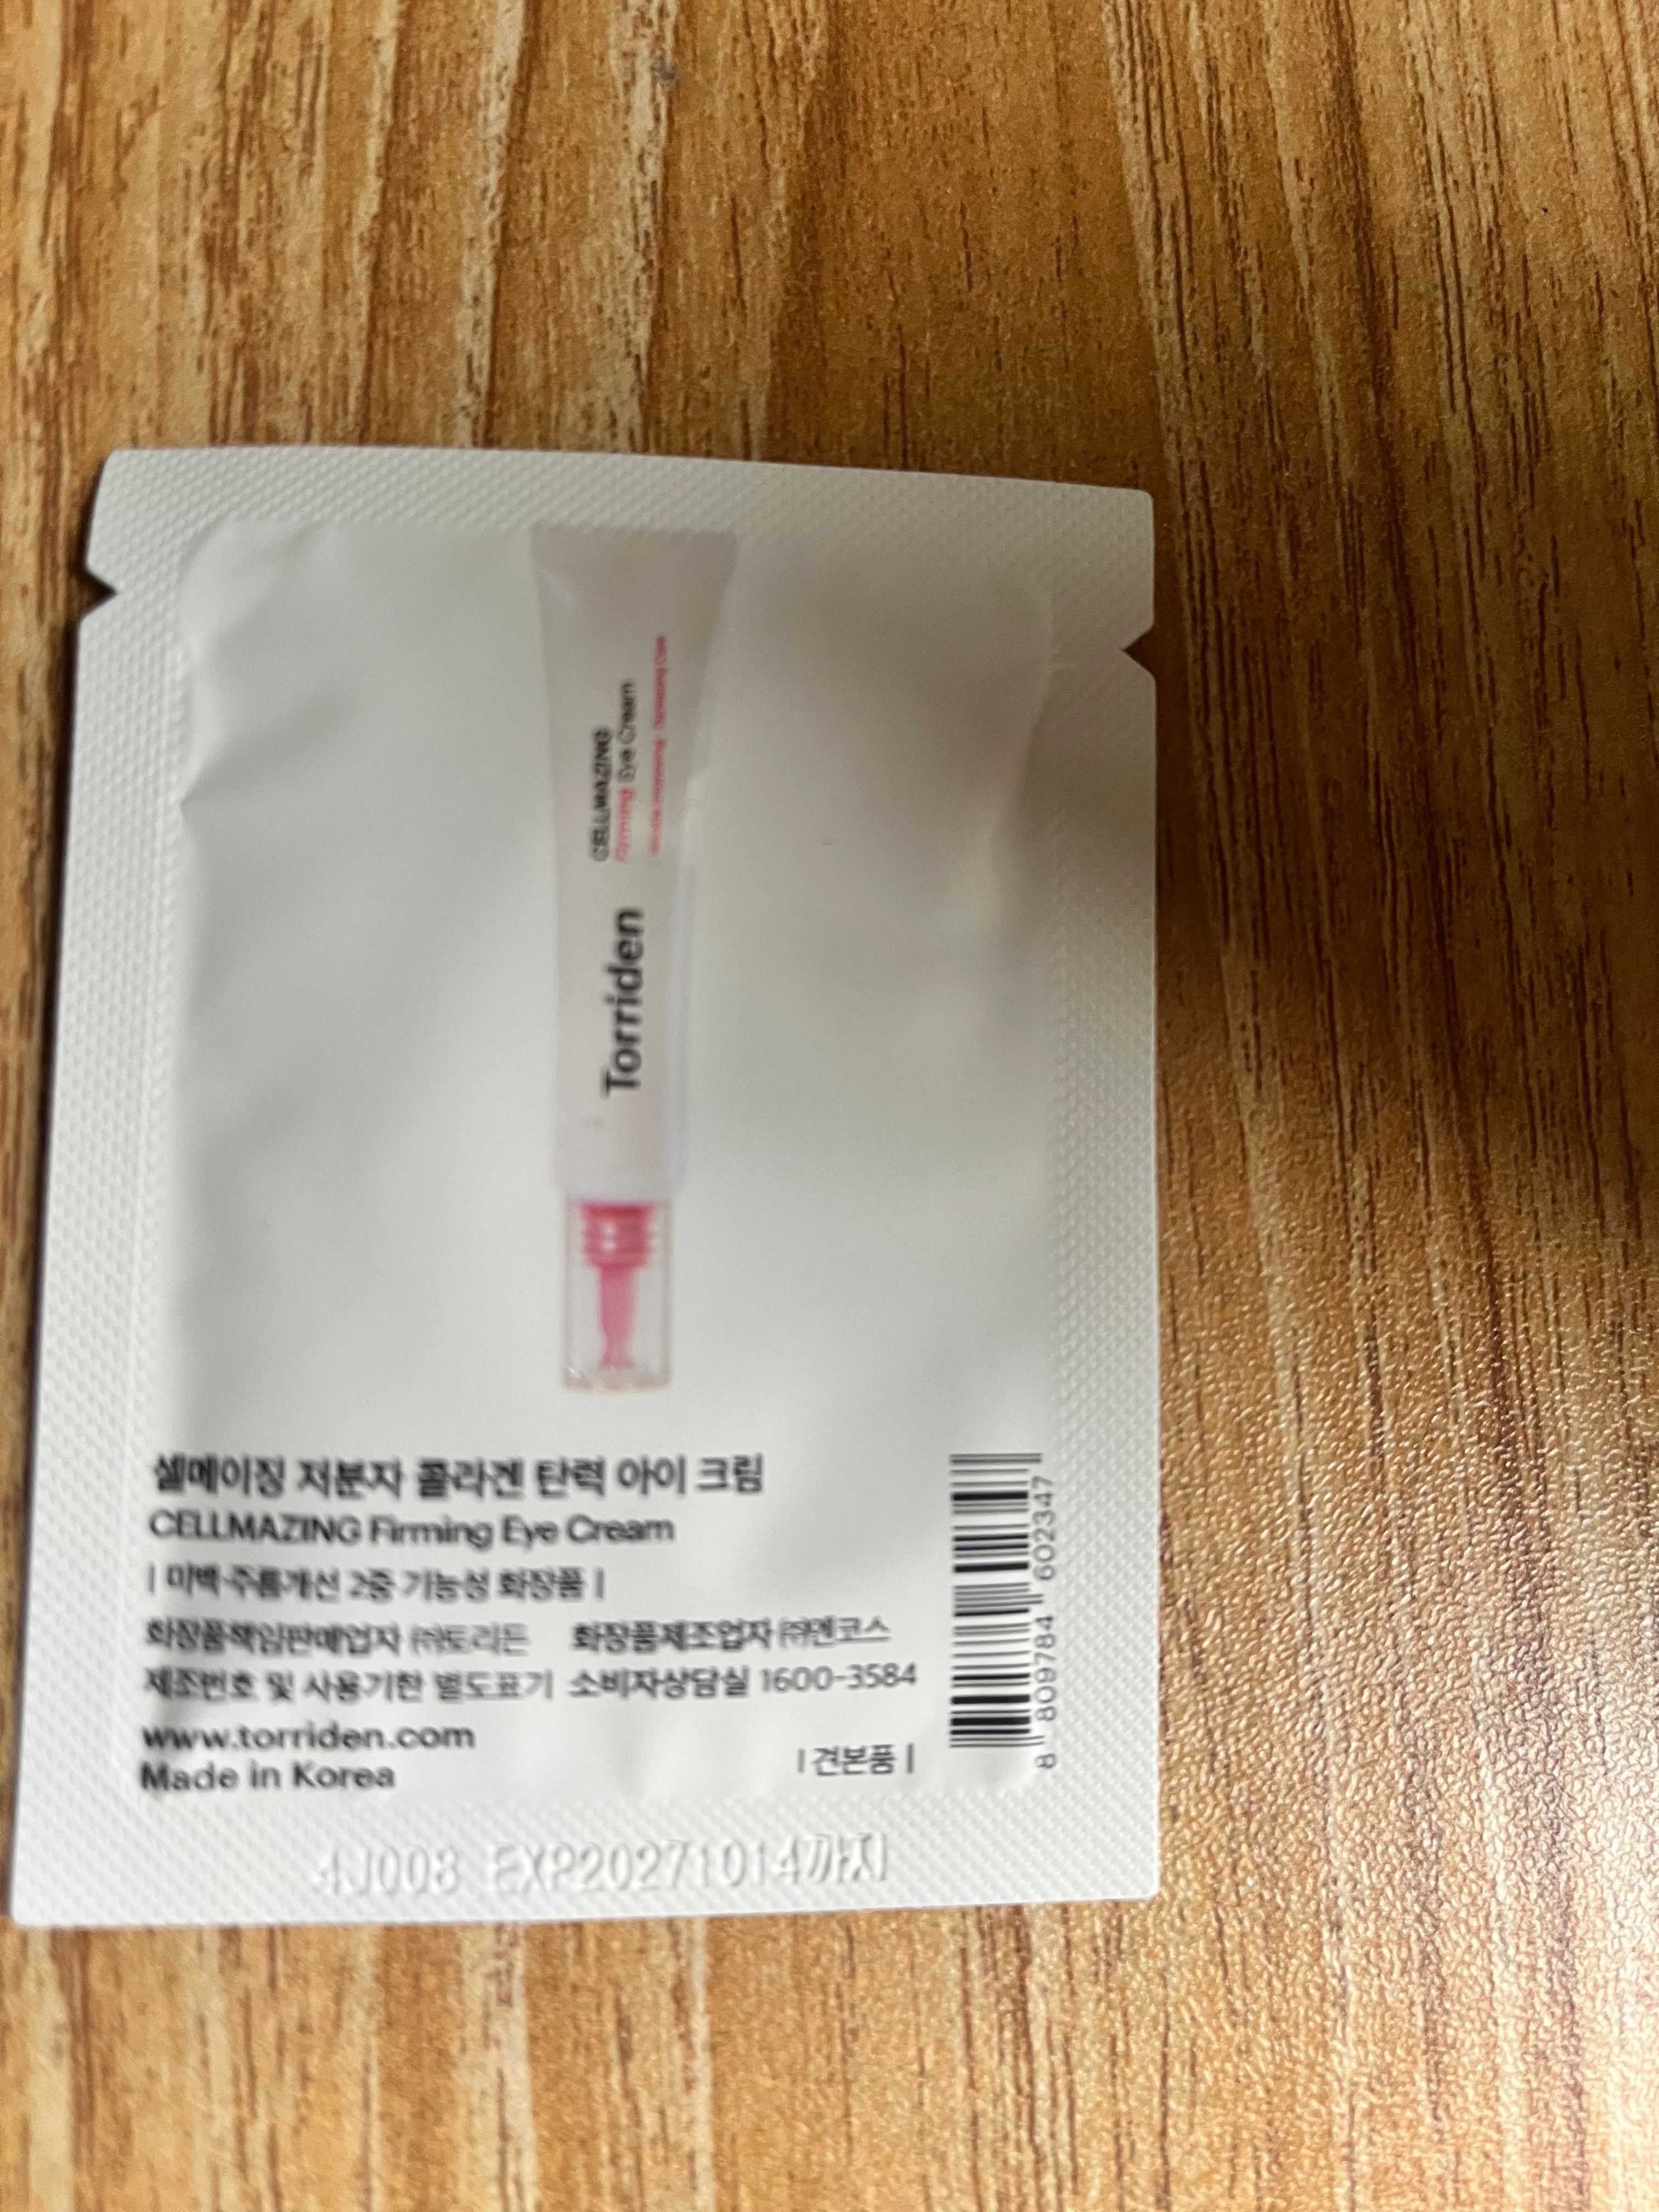 CELLMAZING
Firming Eye Cream
Torriden
셀메이징 저분자 콜라겐 탄력 아이 크림
CELLMAZING Firming Eye Cream
| 미백·주름개선 2중 기능성 화장품 |
화장품책임판매업자 ㈜토리든 화장품제조업자 ㈜멘코스
제조번호 및 사용기한 별도표기 소비자상담실 1600-3584
www.torriden.com
Made in Korea
| 견본품 |
8 809784 602347
4J008 EXP20271014까지